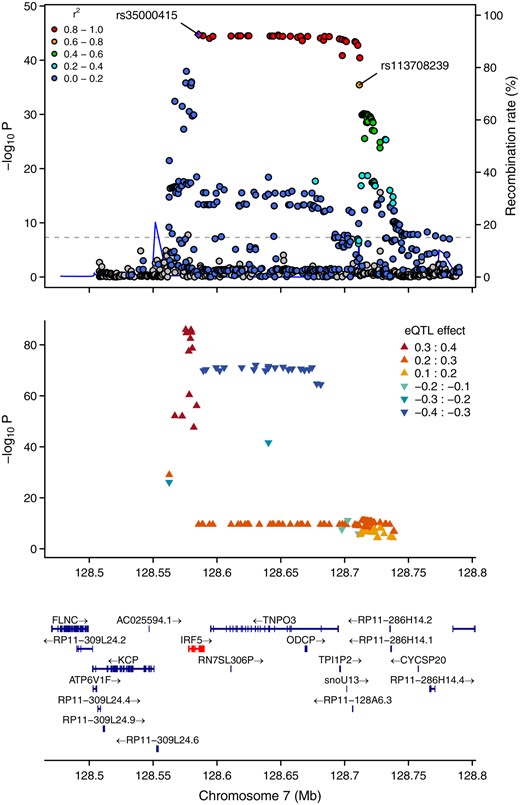 rs35000415
r²
0.8 – 1.0
0.6 – 0.8
0.4 – 0.6
0.2 – 0.4
0.0 – 0.2
rs113708239
50
40
30
20
10
0
−log₁₀ P
100
80
60
40
20
0
Recombination rate (%)
eQTL effect
0.3 : 0.4
0.2 : 0.3
0.1 : 0.2
−0.2 : −0.1
−0.3 : −0.2
−0.4 : −0.3
80
60
40
20
0
−log₁₀ P
128.5 128.55 128.6 128.65 128.7 128.75 128.8
FLNC→ AC025594.1→ ←TNPO3 ←RP11−286H14.2
←RP11−309L24.2 IRF5→ ODCP→ ←RP11−286H14.1
←KCP RN7SL306P→ TPI1P2→ ←CYCSP20
ATP6V1F→ snoU13→ RP11−286H14.4→
RP11−309L24.4→ ←RP11−128A6.3
RP11−309L24.9→
←RP11−309L24.6
128.5 128.55 128.6 128.65 128.7 128.75 128.8
Chromosome 7 (Mb)